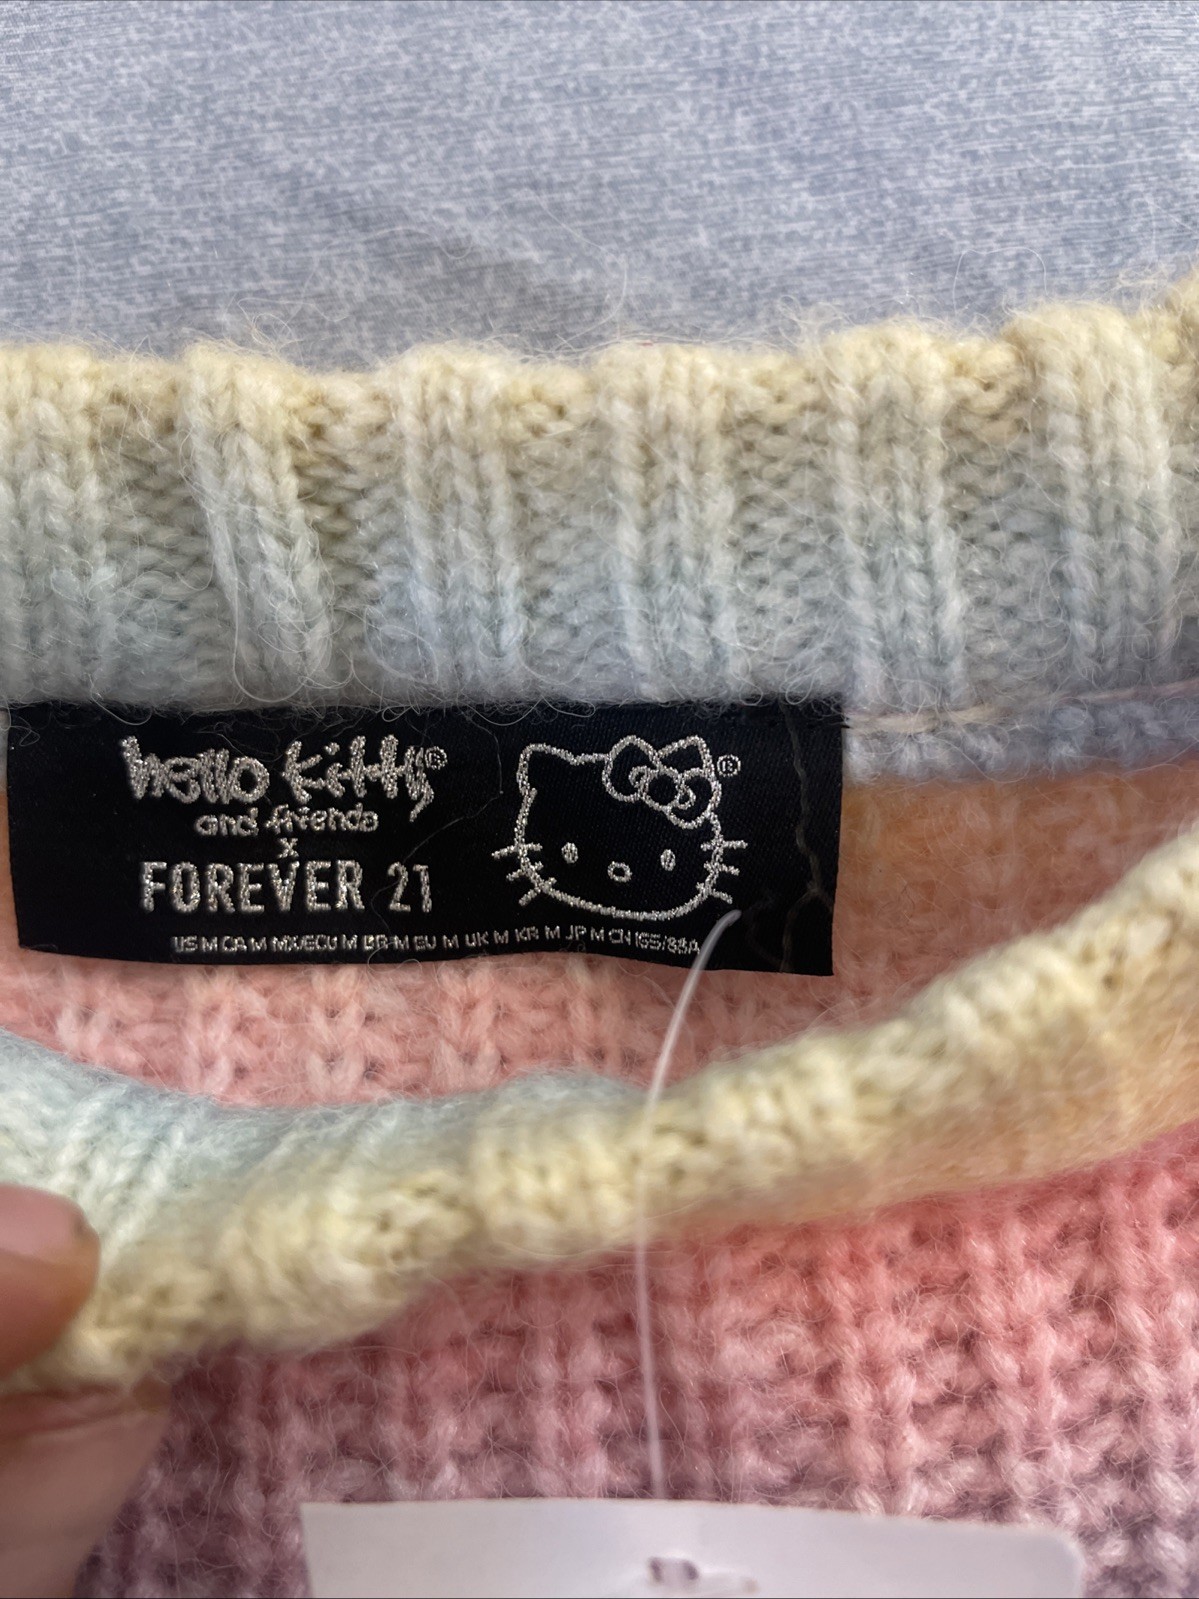 hello kitty®
and friends
x
FOREVER 21
®
US M CA M MX/ECU M BR M EU M UK M KR M JP M CN 165/88A